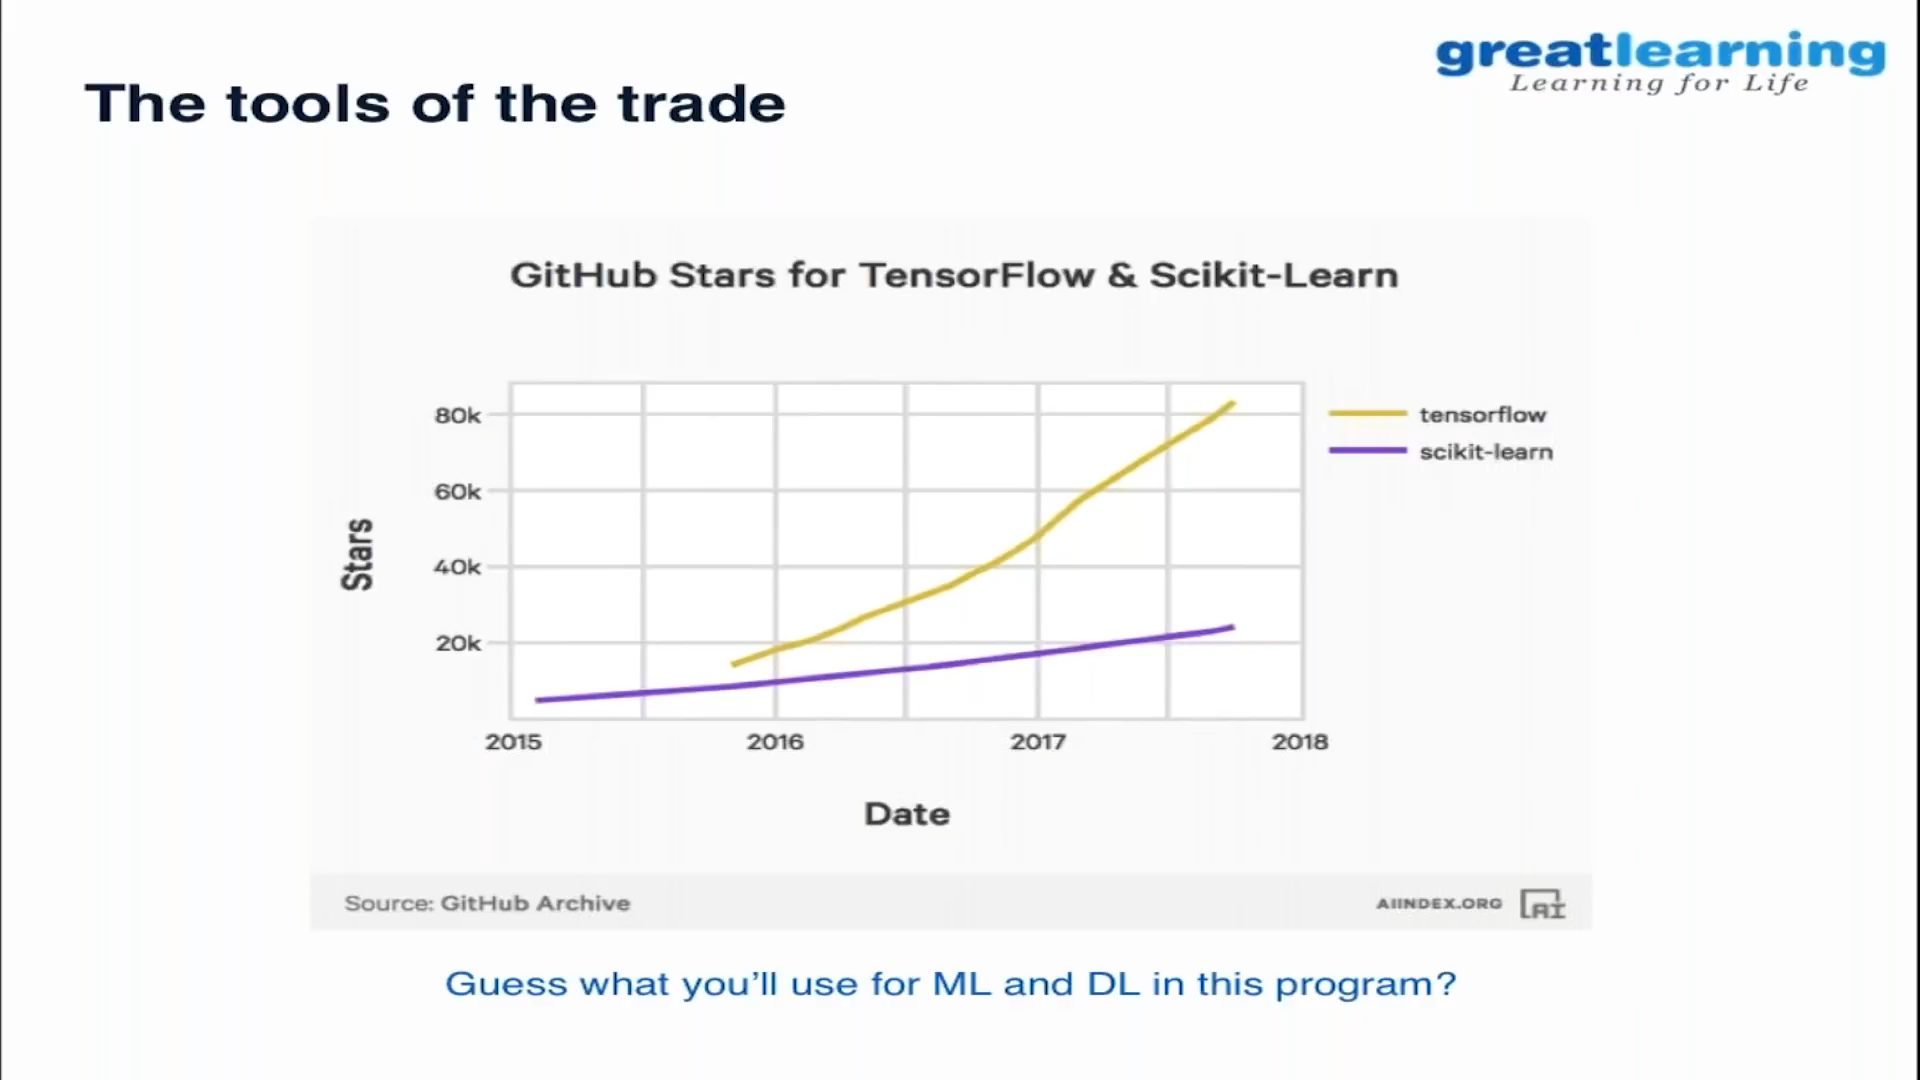 greatlearning
Learning for Life
The tools of the trade
GitHub Stars for TensorFlow & Scikit-Learn
80k
60k
40k
20k
Stars
2015 2016 2017 2018
Date
tensorflow
scikit-learn
Source: GitHub Archive
AIINDEX.ORG AI
Guess what you'll use for ML and DL in this program?